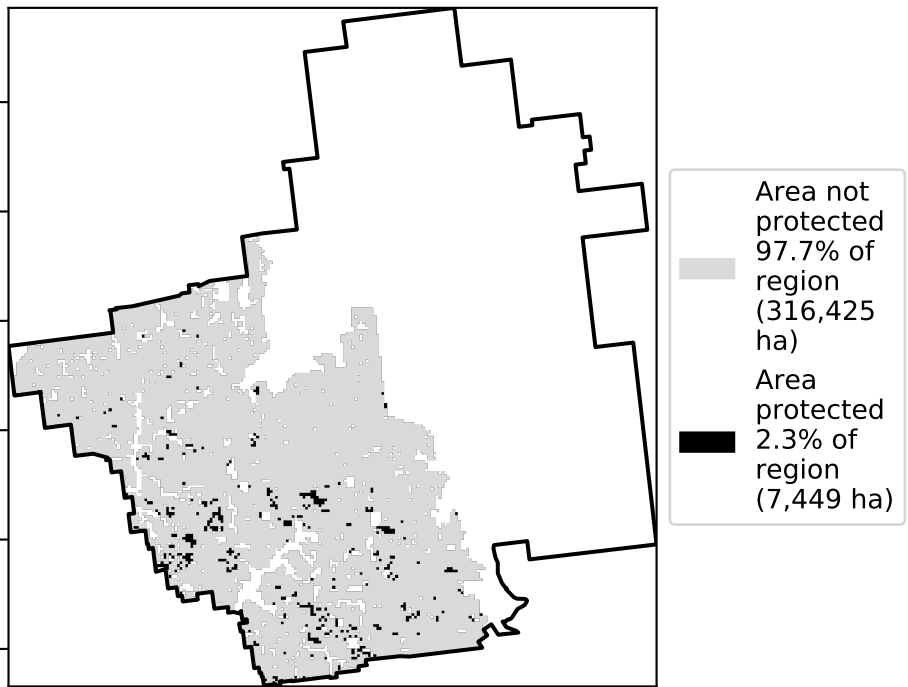 Area not
protected
97.7% of
region
(316,425
ha)
Area
protected
2.3% of
region
(7,449 ha)